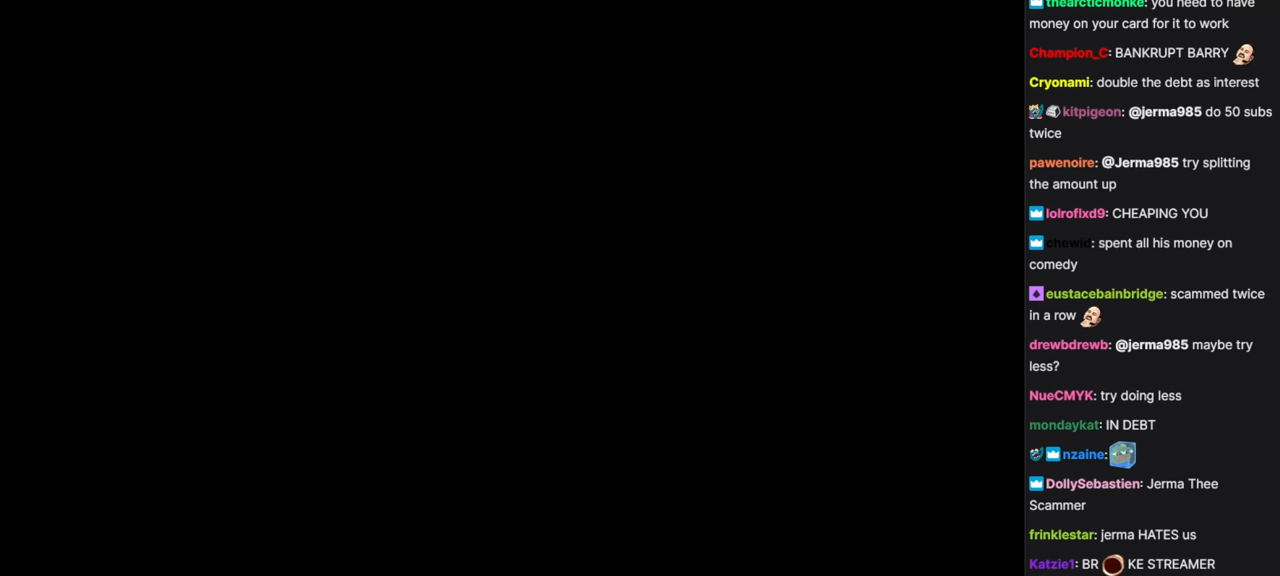 thearcticmonke: you need to have
money on your card for it to work
Champion_C: BANKRUPT BARRY
Cryonami: double the debt as interest
kitpigeon: @jerma985 do 50 subs
twice
pawenoire: @Jerma985 try splitting
the amount up
lolroflxd9: CHEAPING YOU
chewid: spent all his money on
comedy
eustacebainbridge: scammed twice
in a row
drewbdrewb: @jerma985 maybe try
less?
NueCMYK: try doing less
mondaykat: IN DEBT
nzaine:
DollySebastien: Jerma Thee
Scammer
frinklestar: jerma HATES us
Katzie1: BR KE STREAMER